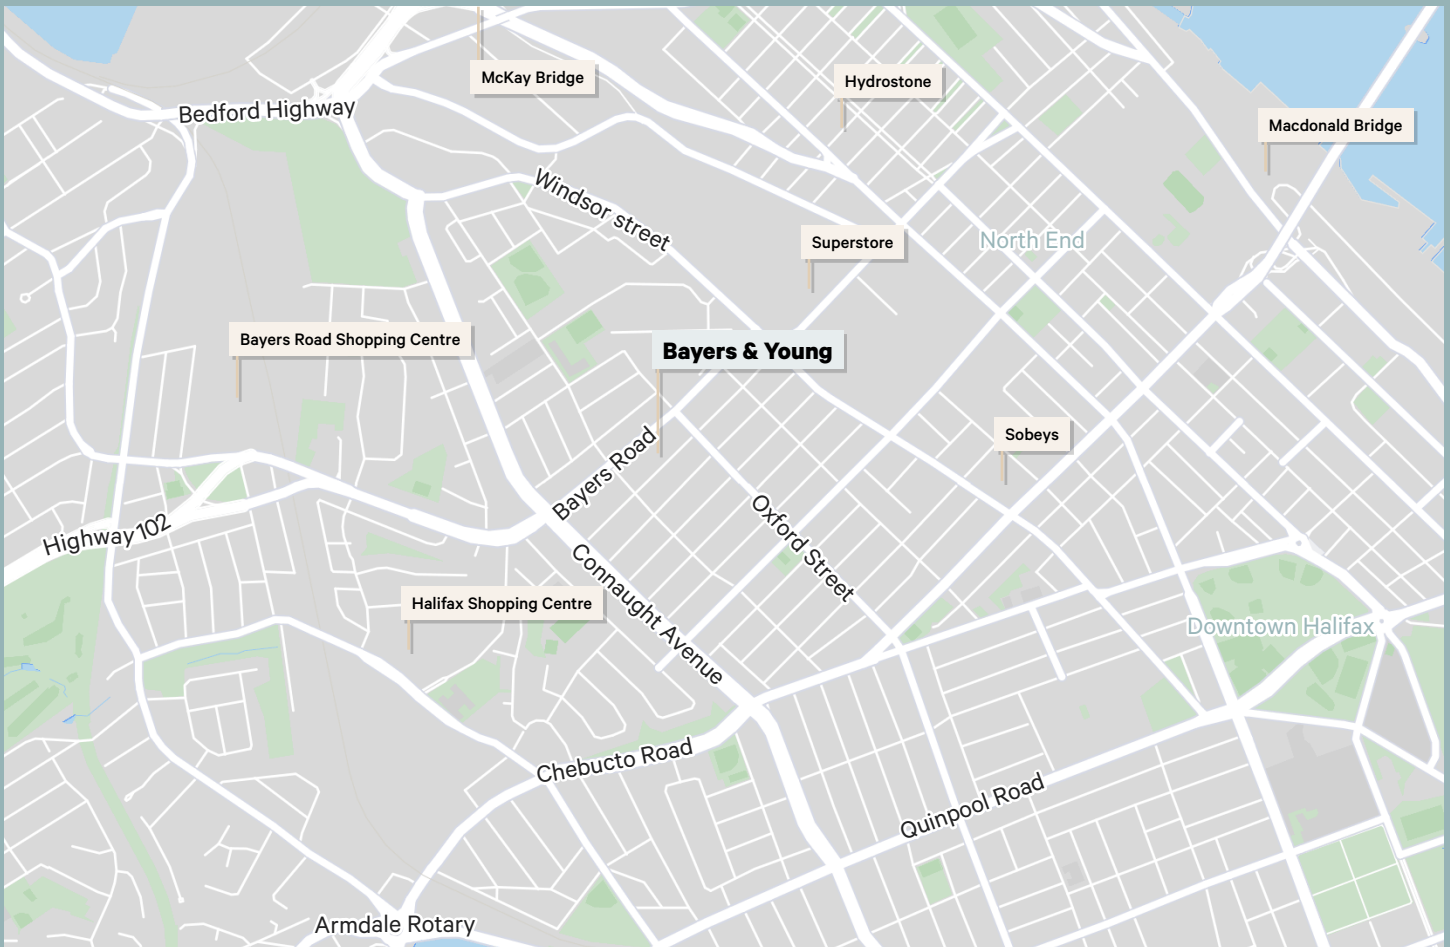 McKay Bridge
Hydrostone
Bedford Highway
Macdonald Bridge
Windsor street
Superstore
North End
Bayers Road Shopping Centre
Bayers & Young
Sobeys
Bayers Road
Highway 102
Oxford Street
Connaught Avenue
Halifax Shopping Centre
Downtown Halifax
Chebucto Road
Quinpool Road
Armdale Rotary